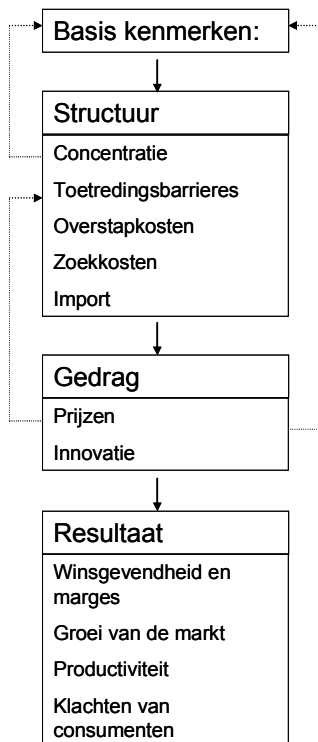 Basis kenmerken:
Structuur
Concentratie
Toetredingsbarrieres
Overstapkosten
Zoekkosten
Import
Gedrag
Prijzen
Innovatie
Resultaat
Winsgevendheid en
marges
Groei van de markt
Productiviteit
Klachten van
consumenten